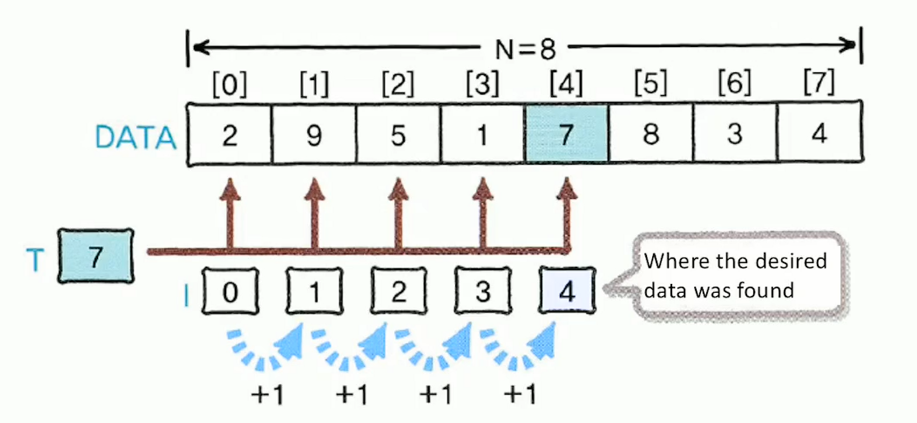 N=8
[0] [1] [2] [3] [4] [5] [6] [7]
DATA 2 9 5 1 7 8 3 4
T 7
I 0 1 2 3 4
Where the desired
data was found
+1 +1 +1 +1